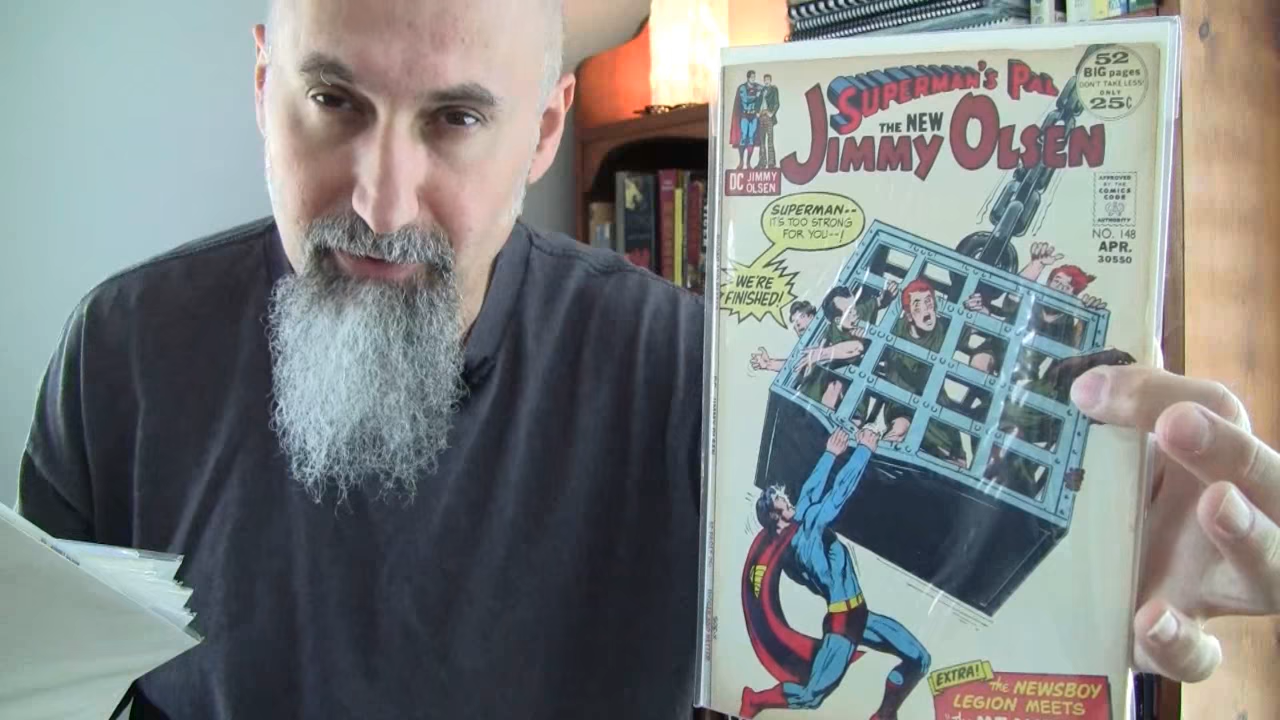 SUPERMAN'S PAL
THE NEW
JIMMY OLSEN
52
BIG pages
DON'T TAKE LESS!
ONLY
25¢
DC JIMMY
OLSEN
APPROVED
BY THE
COMICS
CODE
AUTHORITY
NO. 148
APR.
30550
SUPERMAN--
IT'S TOO STRONG
FOR YOU--!
WE'RE
FINISHED!
EXTRA!
the NEWSBOY
LEGION MEETS